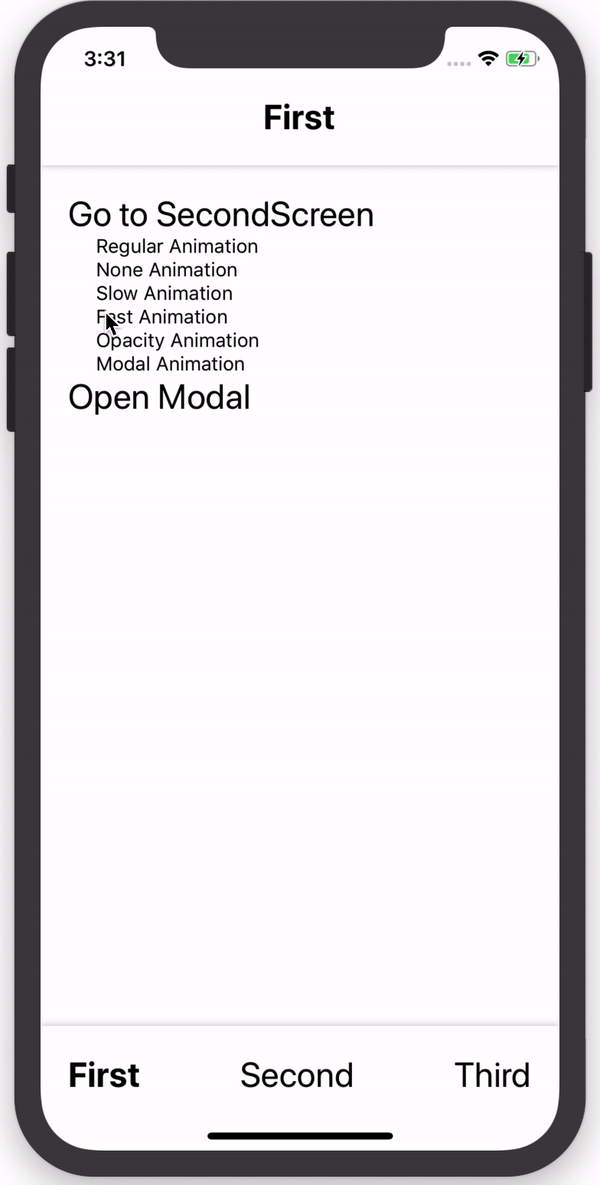 3:31
First
Go to SecondScreen
Regular Animation
None Animation
Slow Animation
Fast Animation
Opacity Animation
Modal Animation
Open Modal
First Second Third